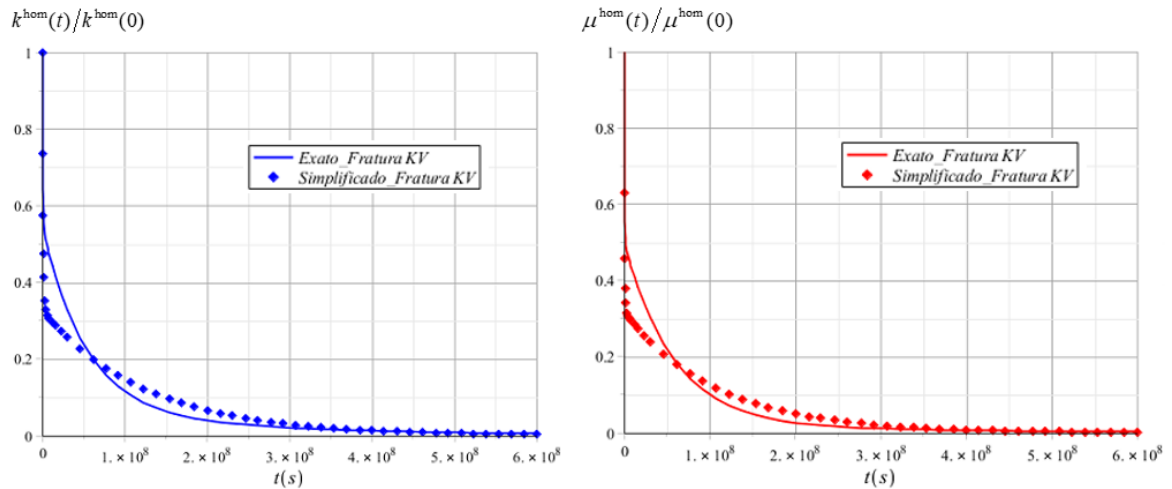 k^hom(t)/k^hom(0)
1
0.8
0.6
0.4
0.2
0
Exato_Fratura KV
Simplificado_Fratura KV
0
1. × 10^8
2. × 10^8
3. × 10^8
4. × 10^8
5. × 10^8
6. × 10^8
t(s)
μ^hom(t)/μ^hom(0)
1
0.8
0.6
0.4
0.2
0
Exato_Fratura KV
Simplificado_Fratura KV
0
1. × 10^8
2. × 10^8
3. × 10^8
4. × 10^8
5. × 10^8
6. × 10^8
t(s)